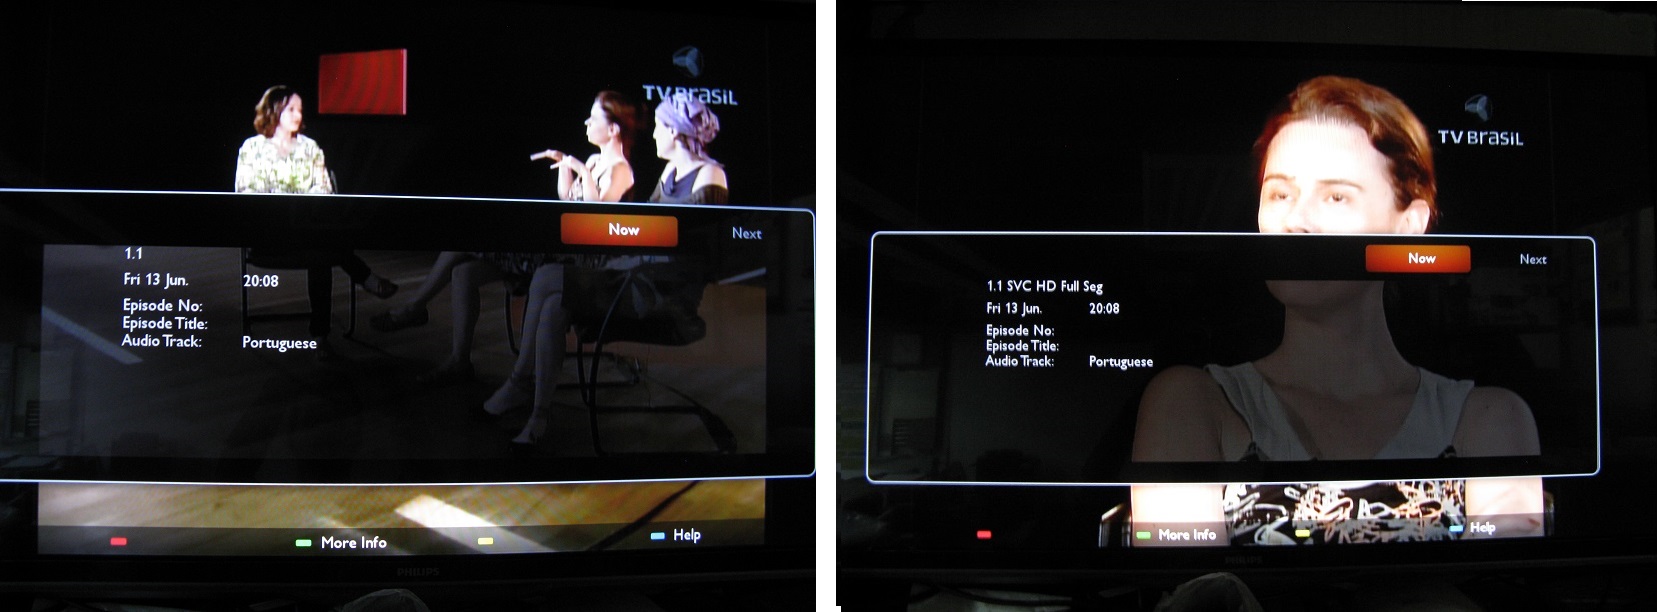 TV BrasiL
Now Next
1.1
Fri 13 Jun. 20:08
Episode No:
Episode Title:
Audio Track: Portuguese
More Info Help
PHILIPS
TV BrasiL
Now Next
1.1 SVC HD Full Seg
Fri 13 Jun. 20:08
Episode No:
Episode Title:
Audio Track: Portuguese
More Info Help
PHILIPS